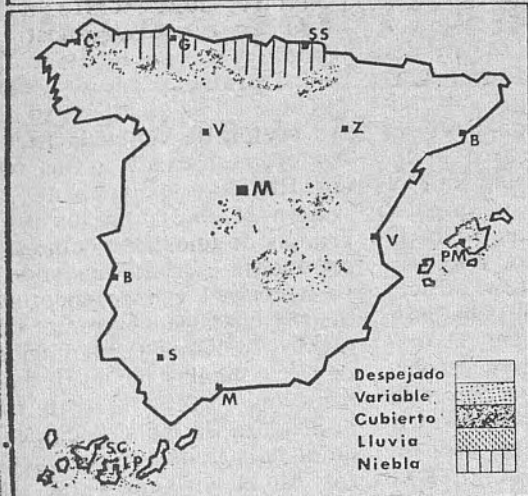 C
GI
SS
V
Z
B
M
V
PM
B
S
M
SC
LP
Despejado
Variable
Cubierto
Lluvia
Niebla